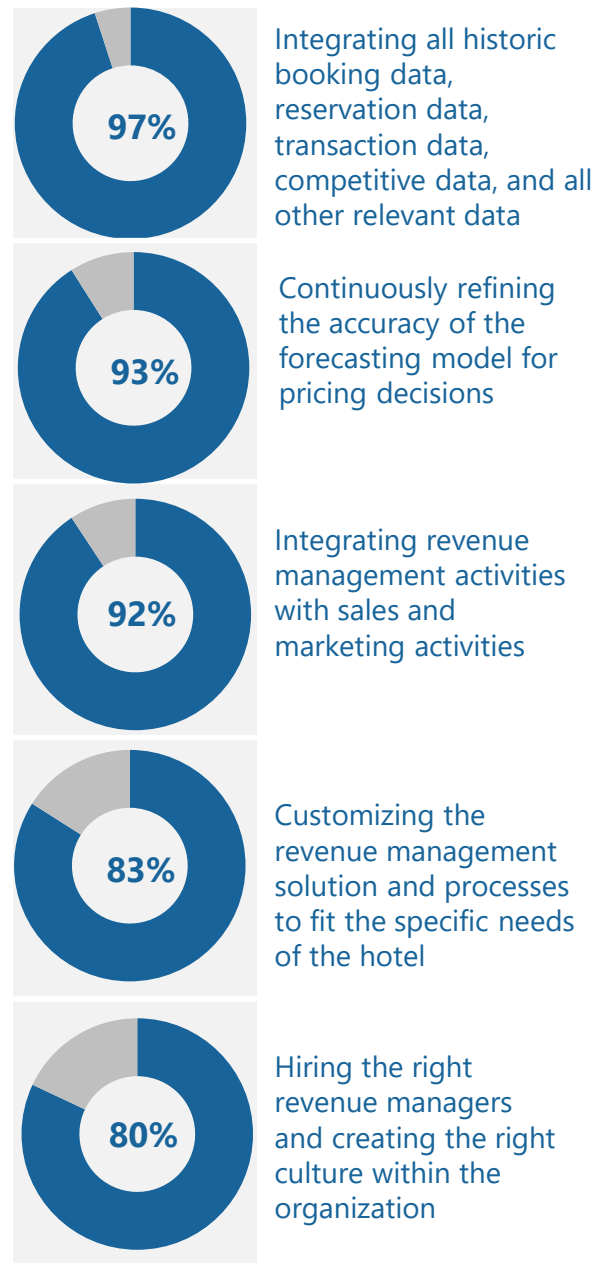 97%
Integrating all historic
booking data,
reservation data,
transaction data,
competitive data, and all
other relevant data
93%
Continuously refining
the accuracy of the
forecasting model for
pricing decisions
92%
Integrating revenue
management activities
with sales and
marketing activities
83%
Customizing the
revenue management
solution and processes
to fit the specific needs
of the hotel
80%
Hiring the right
revenue managers
and creating the right
culture within the
organization